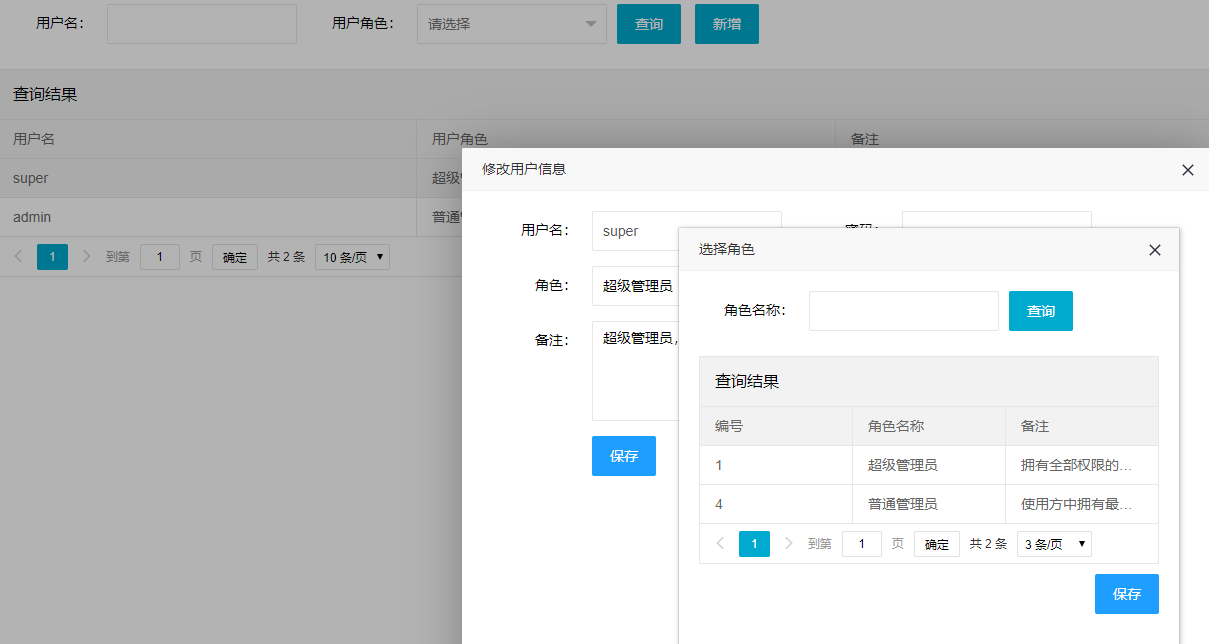 用户名： 用户角色： 请选择 查询 新增
查询结果
用户名 用户角色 备注
super 超级
admin 普通
1 到第 1 页 确定 共 2 条 10 条/页
修改用户信息
用户名： super 密码：
角色： 超级管理员
备注： 超级管理员，
保存
选择角色
角色名称： 查询
查询结果
编号 角色名称 备注
1 超级管理员 拥有全部权限的...
4 普通管理员 使用方中拥有最...
1 到第 1 页 确定 共 2 条 3 条/页
保存